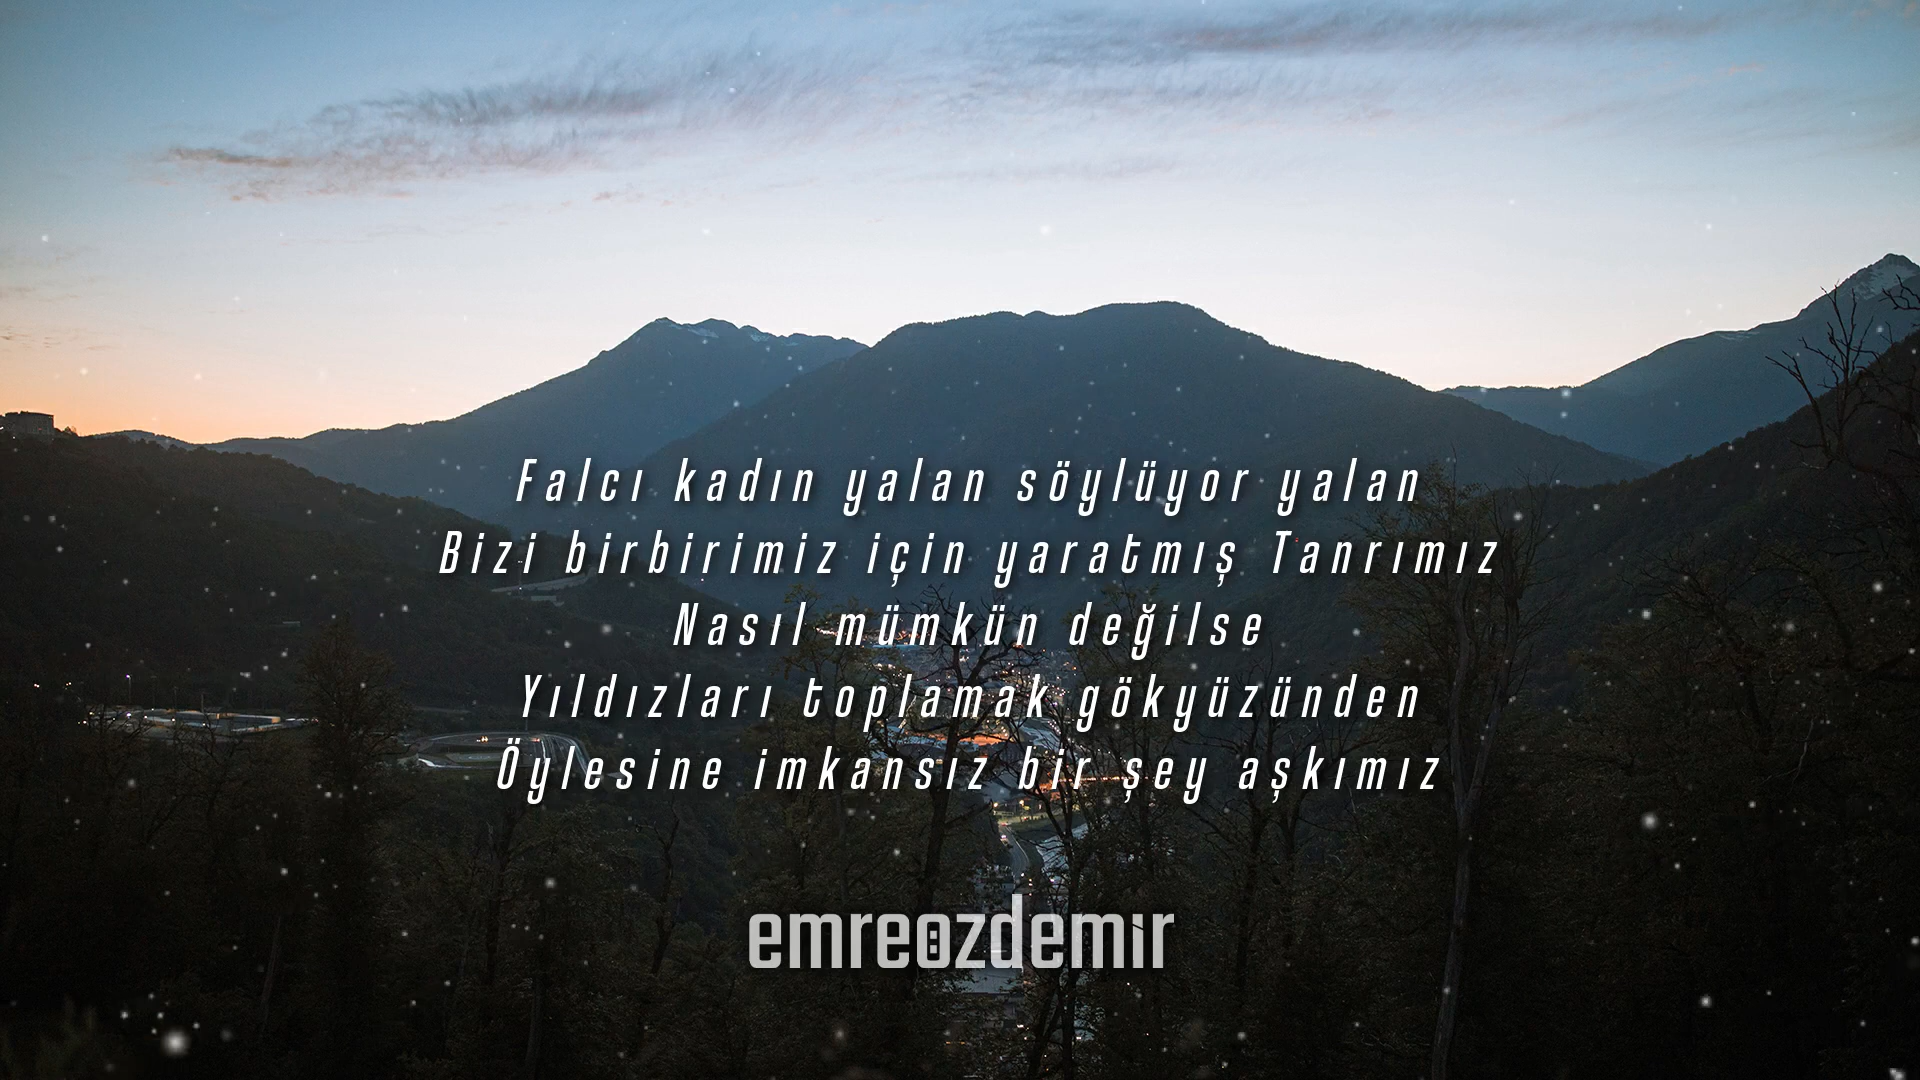 Falcı kadın yalan söylüyor yalan
Bizi birbirimiz için yaratmış Tanrımız
Nasıl mümkün değilse
Yıldızları toplamak gökyüzünden
Öylesine imkansız bir şey aşkımız
emreözdemir